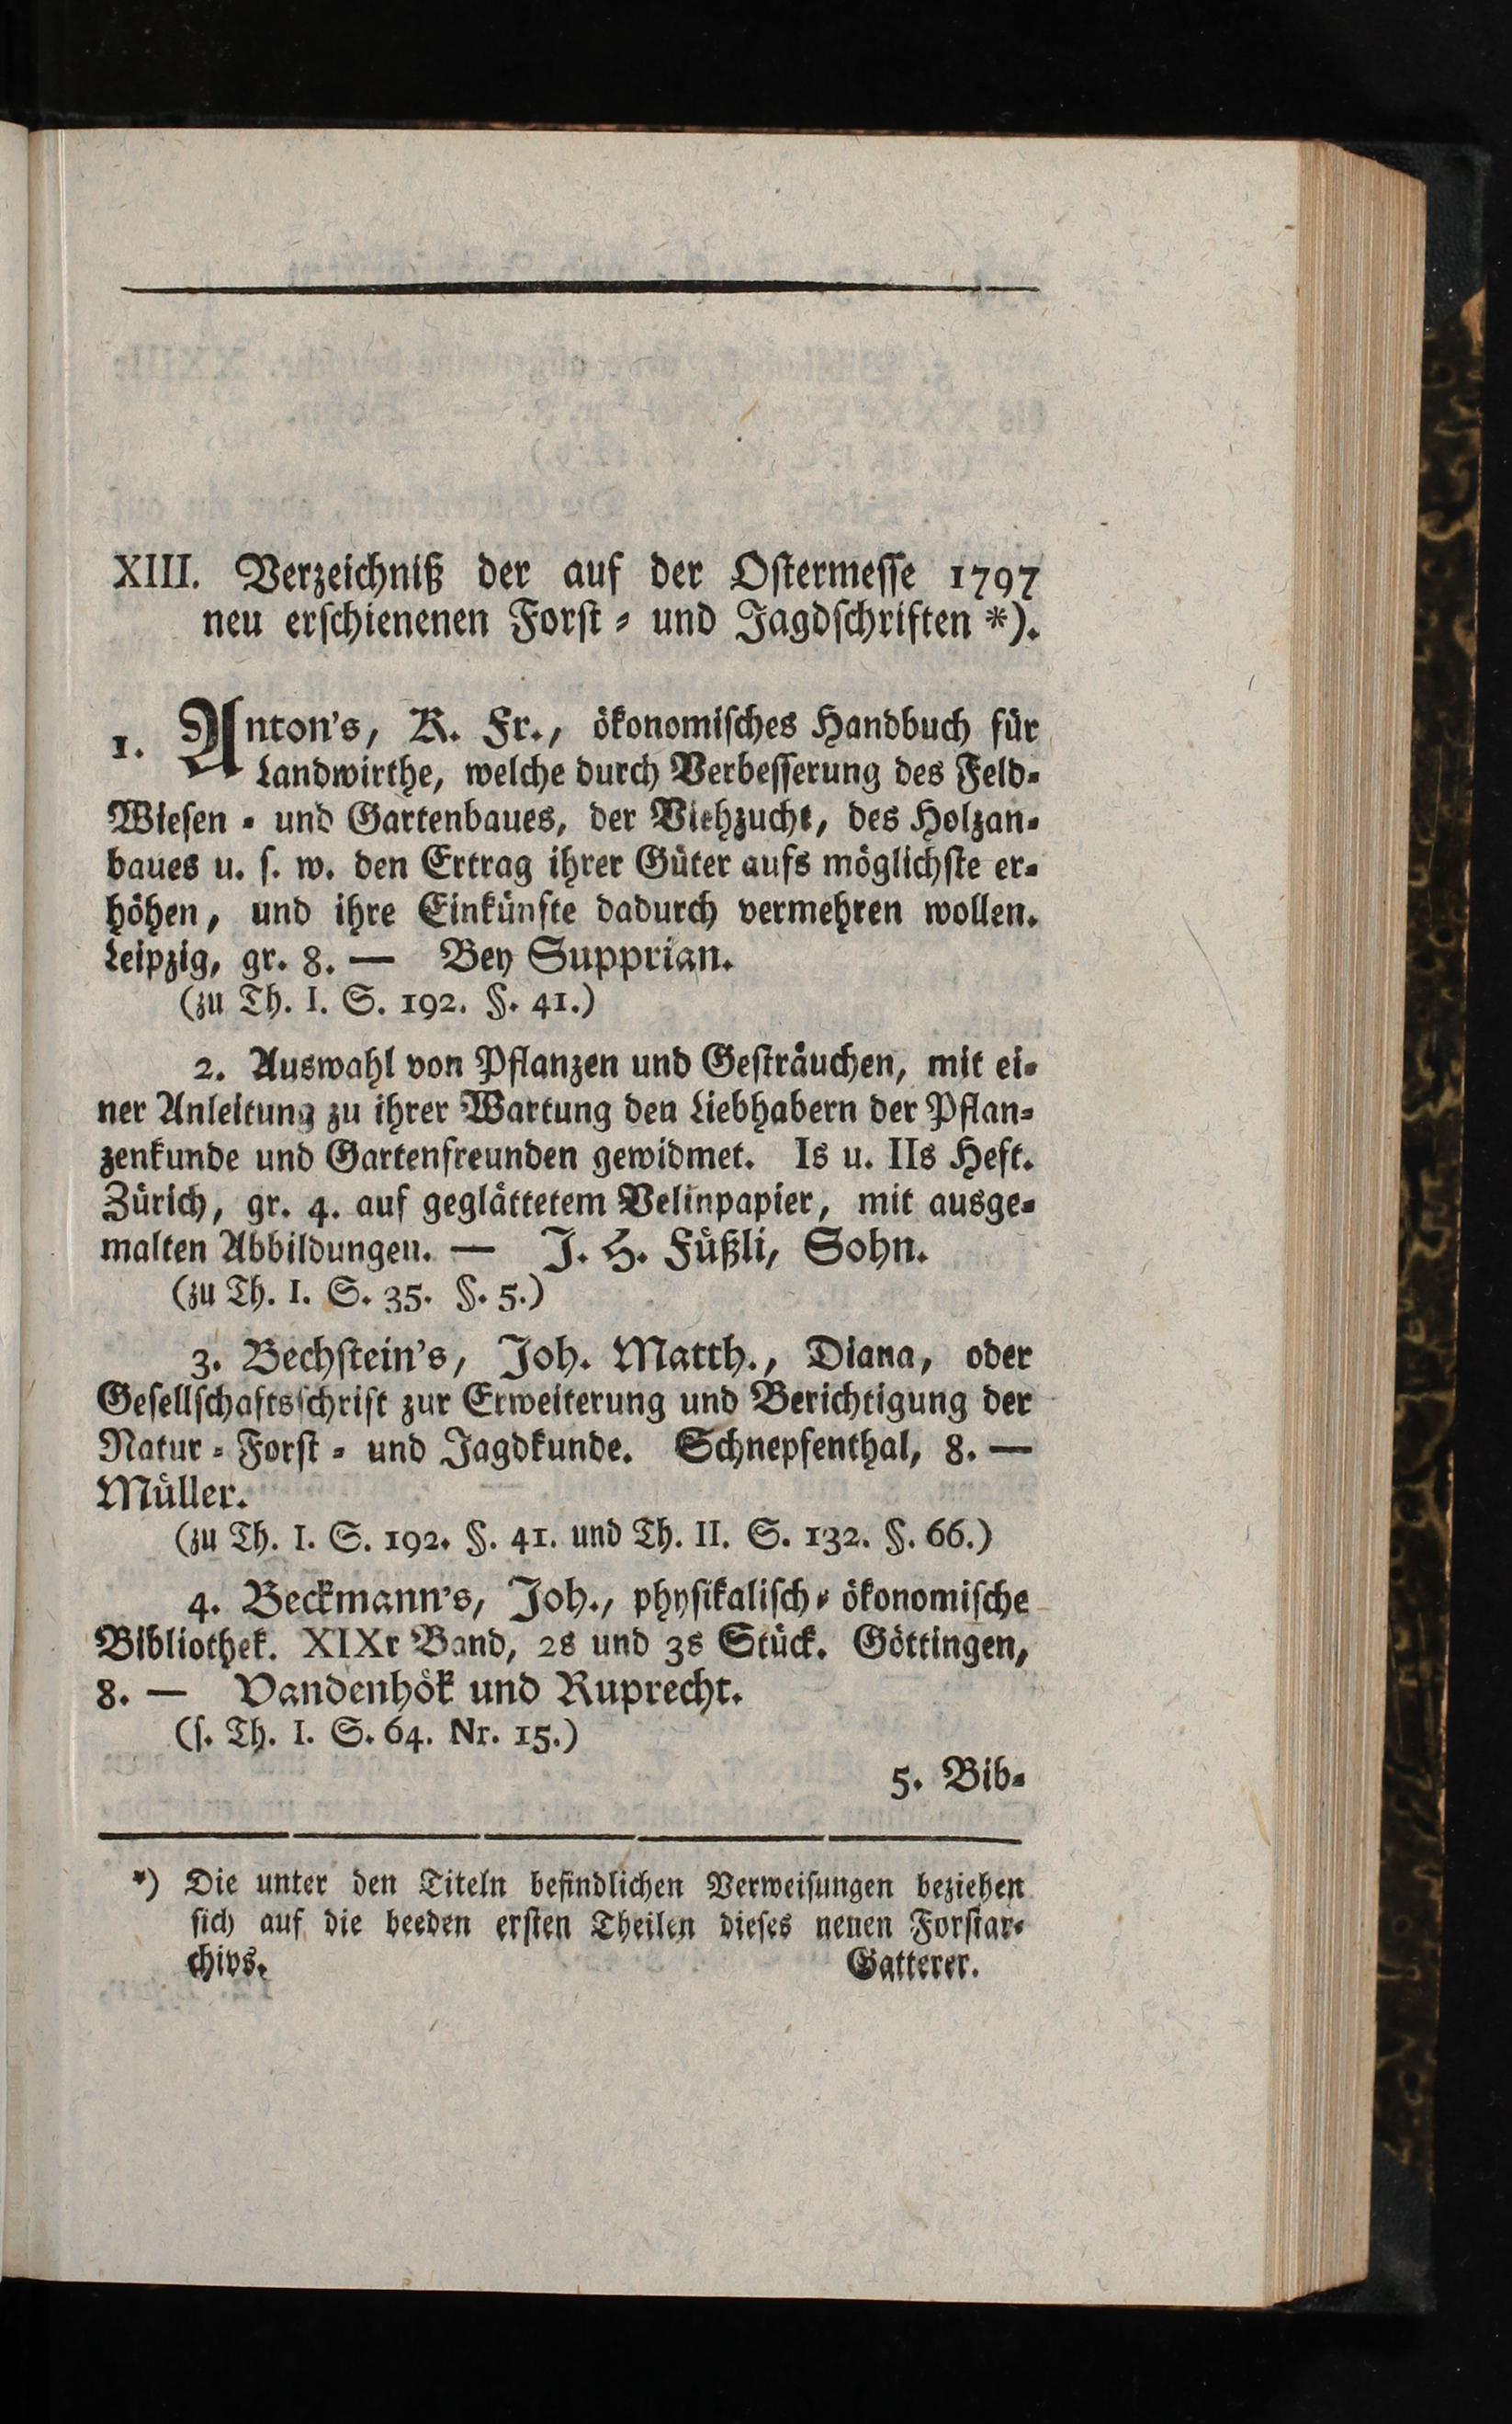 XIII. Verzeichniß der auf der Ostermesse 1797
neu erschienenen Forst- und Jagdschriften *).
1. Anton's, K. Fr., ökonomisches Handbuch für
Landwirthe, welche durch Verbesserung des Feld-
Wiesen- und Gartenbaues, der Viehzucht, des Holzan-
baues u. s. w. den Ertrag ihrer Güter aufs möglichste er-
höhen, und ihre Einkünfte dadurch vermehren wollen.
Leipzig, gr. 8. — Bey Supprian.
(zu Th. I. S. 192. §. 41.)
2. Auswahl von Pflanzen und Gesträuchen, mit ei-
ner Anleitung zu ihrer Wartung den Liebhabern der Pflan-
zenkunde und Gartenfreunden gewidmet. Is u. IIs Heft.
Zürich, gr. 4. auf geglättetem Velinpapier, mit ausge-
malten Abbildungen. — J. H. Füßli, Sohn.
(zu Th. I. S. 35. §. 5.)
3. Bechstein's, Joh. Matth., Diana, oder
Gesellschaftsschrift zur Erweiterung und Berichtigung der
Natur- Forst- und Jagdkunde. Schnepfenthal, 8. —
Müller.
(zu Th. I. S. 192. §. 41. und Th. II. S. 132. §. 66.)
4. Beckmann's, Joh., physikalisch-ökonomische
Bibliothek. XIXr Band, 2s und 3s Stück. Göttingen,
8. — Vandenhök und Ruprecht.
(s. Th. I. S. 64. Nr. 15.)
5. Bib-
*) Die unter den Titeln befindlichen Verweisungen beziehen
sich auf die beeden ersten Theilen dieses neuen Forstar-
chivs. Gatterer.